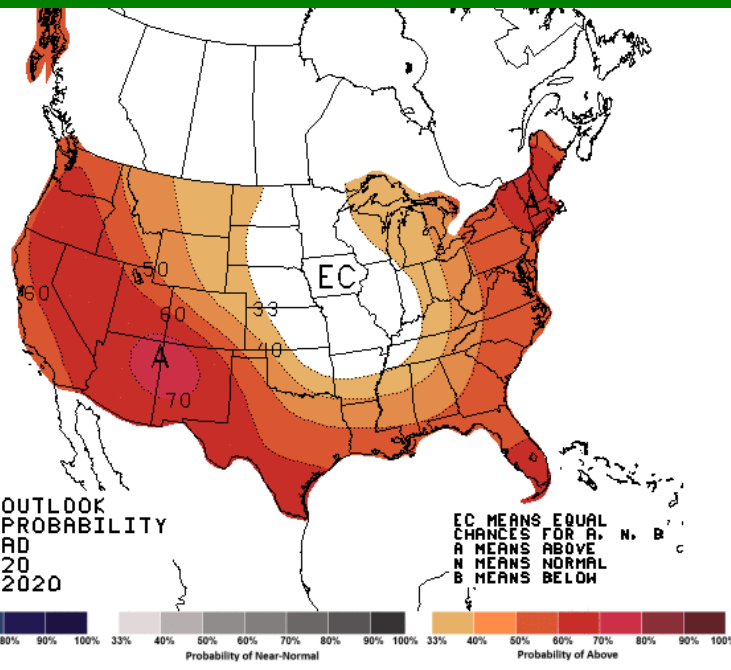 A
50
EC
60
60
33
40
A
70
OUTLOOK
PROBABILITY
AD
20
2020
EC MEANS EQUAL
CHANCES FOR A, N, B
A MEANS ABOVE
N MEANS NORMAL
B MEANS BELOW
C
80% 90% 100% 33% 40% 50% 60% 70% 80% 90% 100% 33% 40% 50% 60% 70% 80% 90% 100%
Probability of Near-Normal Probability of Above